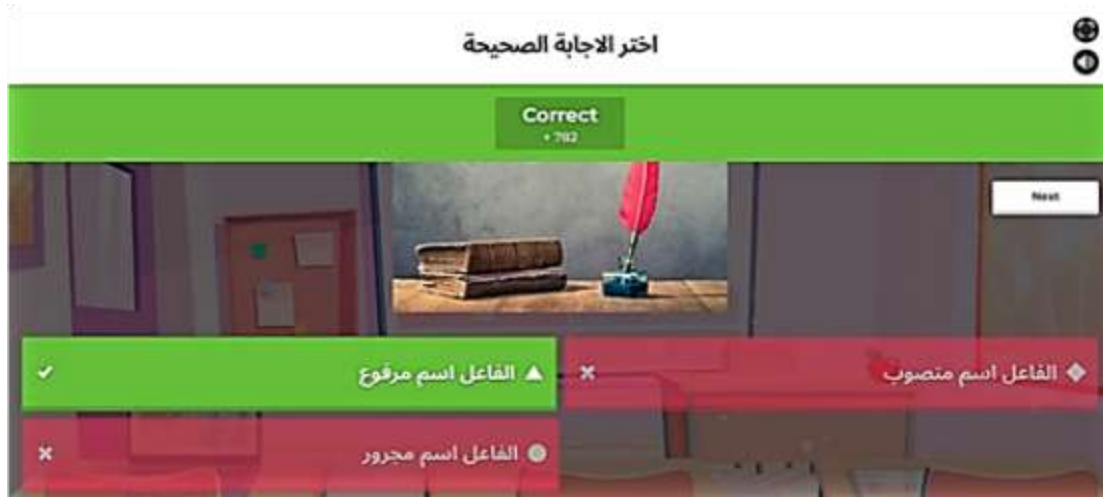 اختر الاجابة الصحيحة
Correct
+ 782
Next
الفاعل اسم مرفوع
الفاعل اسم منصوب
الفاعل اسم مجرور